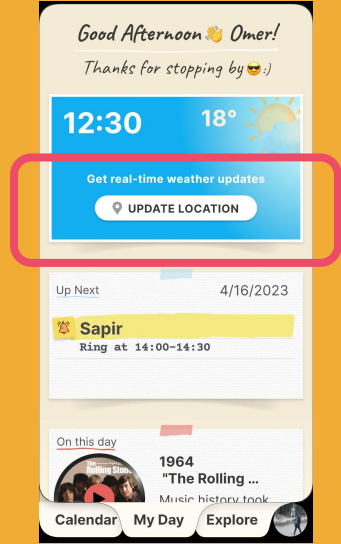 Good Afternoon👋 Omer!
Thanks for stopping by😎:)
12:30
18°
Get real-time weather updates
UPDATE LOCATION
Up Next
4/16/2023
Sapir
Ring at 14:00-14:30
On this day
The
Rolling Stone
1964
"The Rolling ...
Music history took
Calendar
My Day
Explore